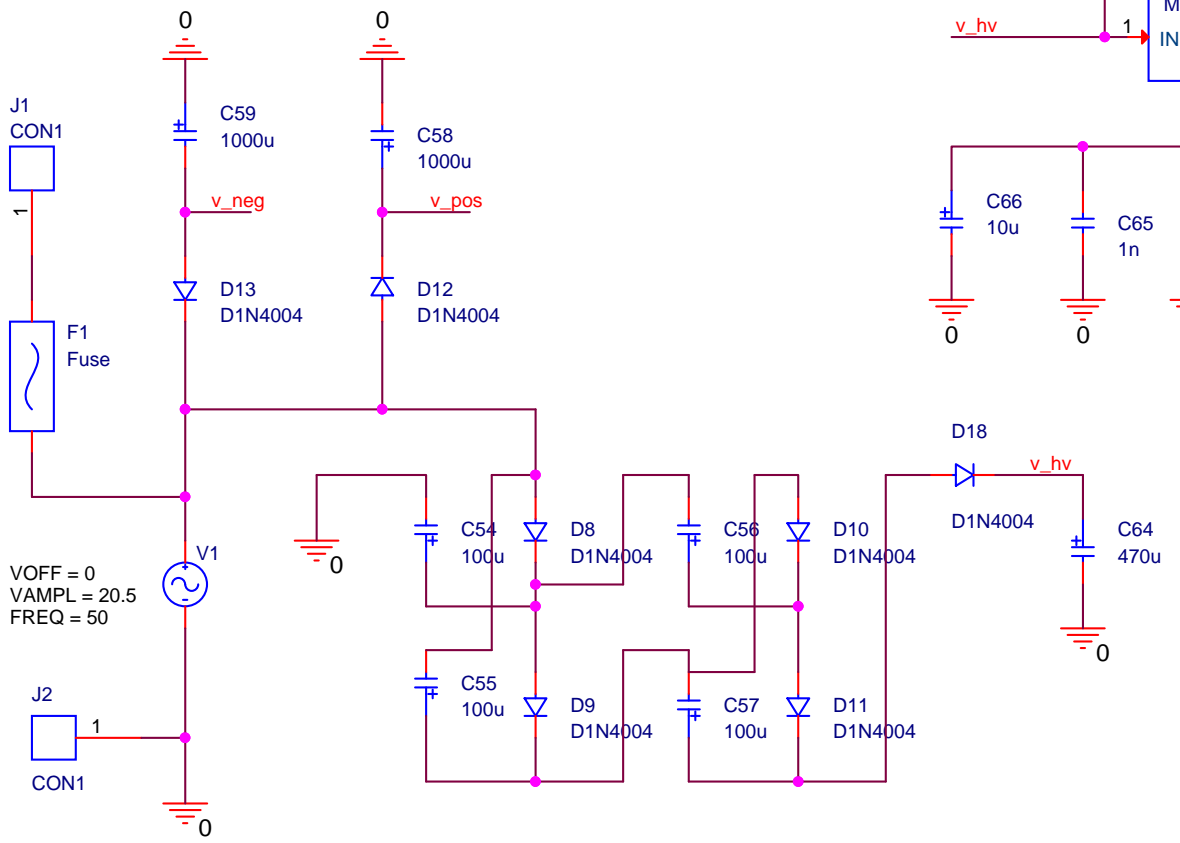 0
0
v_hv
1
M
IN
J1
CON1
1
C59
1000u
C58
1000u
v_neg
v_pos
C66
10u
C65
1n
0
0
D13
D1N4004
D12
D1N4004
F1
Fuse
D18
v_hv
D1N4004
C64
470u
0
C54
100u
D8
D1N4004
C56
100u
D10
D1N4004
0
V1
VOFF = 0
VAMPL = 20.5
FREQ = 50
C55
100u
D9
D1N4004
C57
100u
D11
D1N4004
J2
1
CON1
0